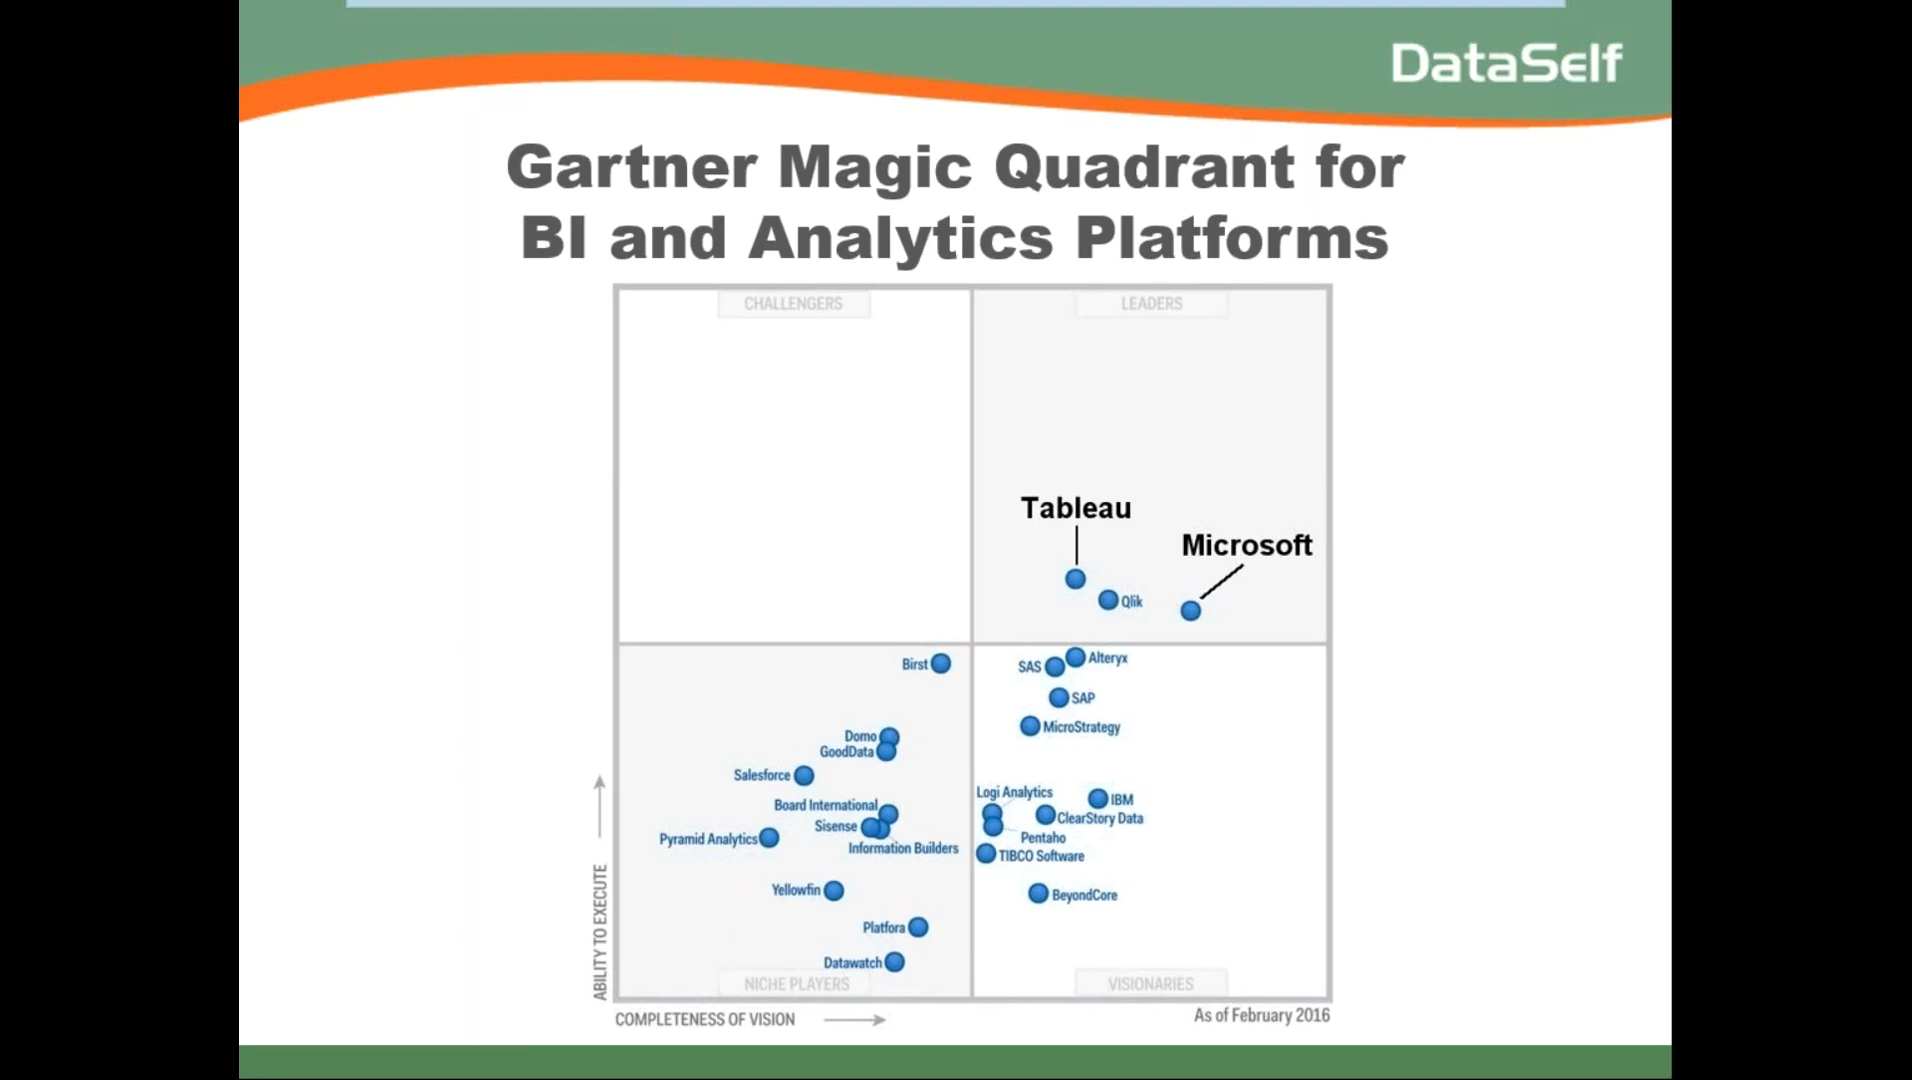 DataSelf
Gartner Magic Quadrant for
BI and Analytics Platforms
CHALLENGERS
LEADERS
Tableau
Microsoft
Qlik
Birst
SAS
Alteryx
SAP
MicroStrategy
Domo
GoodData
Salesforce
Board International
Sisense
Pyramid Analytics
Information Builders
Logi Analytics
IBM
ClearStory Data
Pentaho
TIBCO Software
Yellowfin
BeyondCore
Platfora
Datawatch
NICHE PLAYERS
VISIONARIES
ABILITY TO EXECUTE
COMPLETENESS OF VISION
As of February 2016